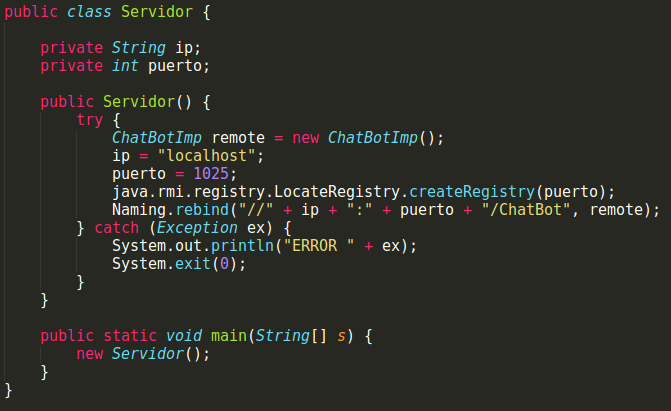 public class Servidor {
private String ip;
private int puerto;
public Servidor() {
try {
ChatBotImp remote = new ChatBotImp();
ip = "localhost";
puerto = 1025;
java.rmi.registry.LocateRegistry.createRegistry(puerto);
Naming.rebind("//" + ip + ":" + puerto + "/ChatBot", remote);
} catch (Exception ex) {
System.out.println("ERROR " + ex);
System.exit(0);
}
}
public static void main(String[] s) {
new Servidor();
}
}